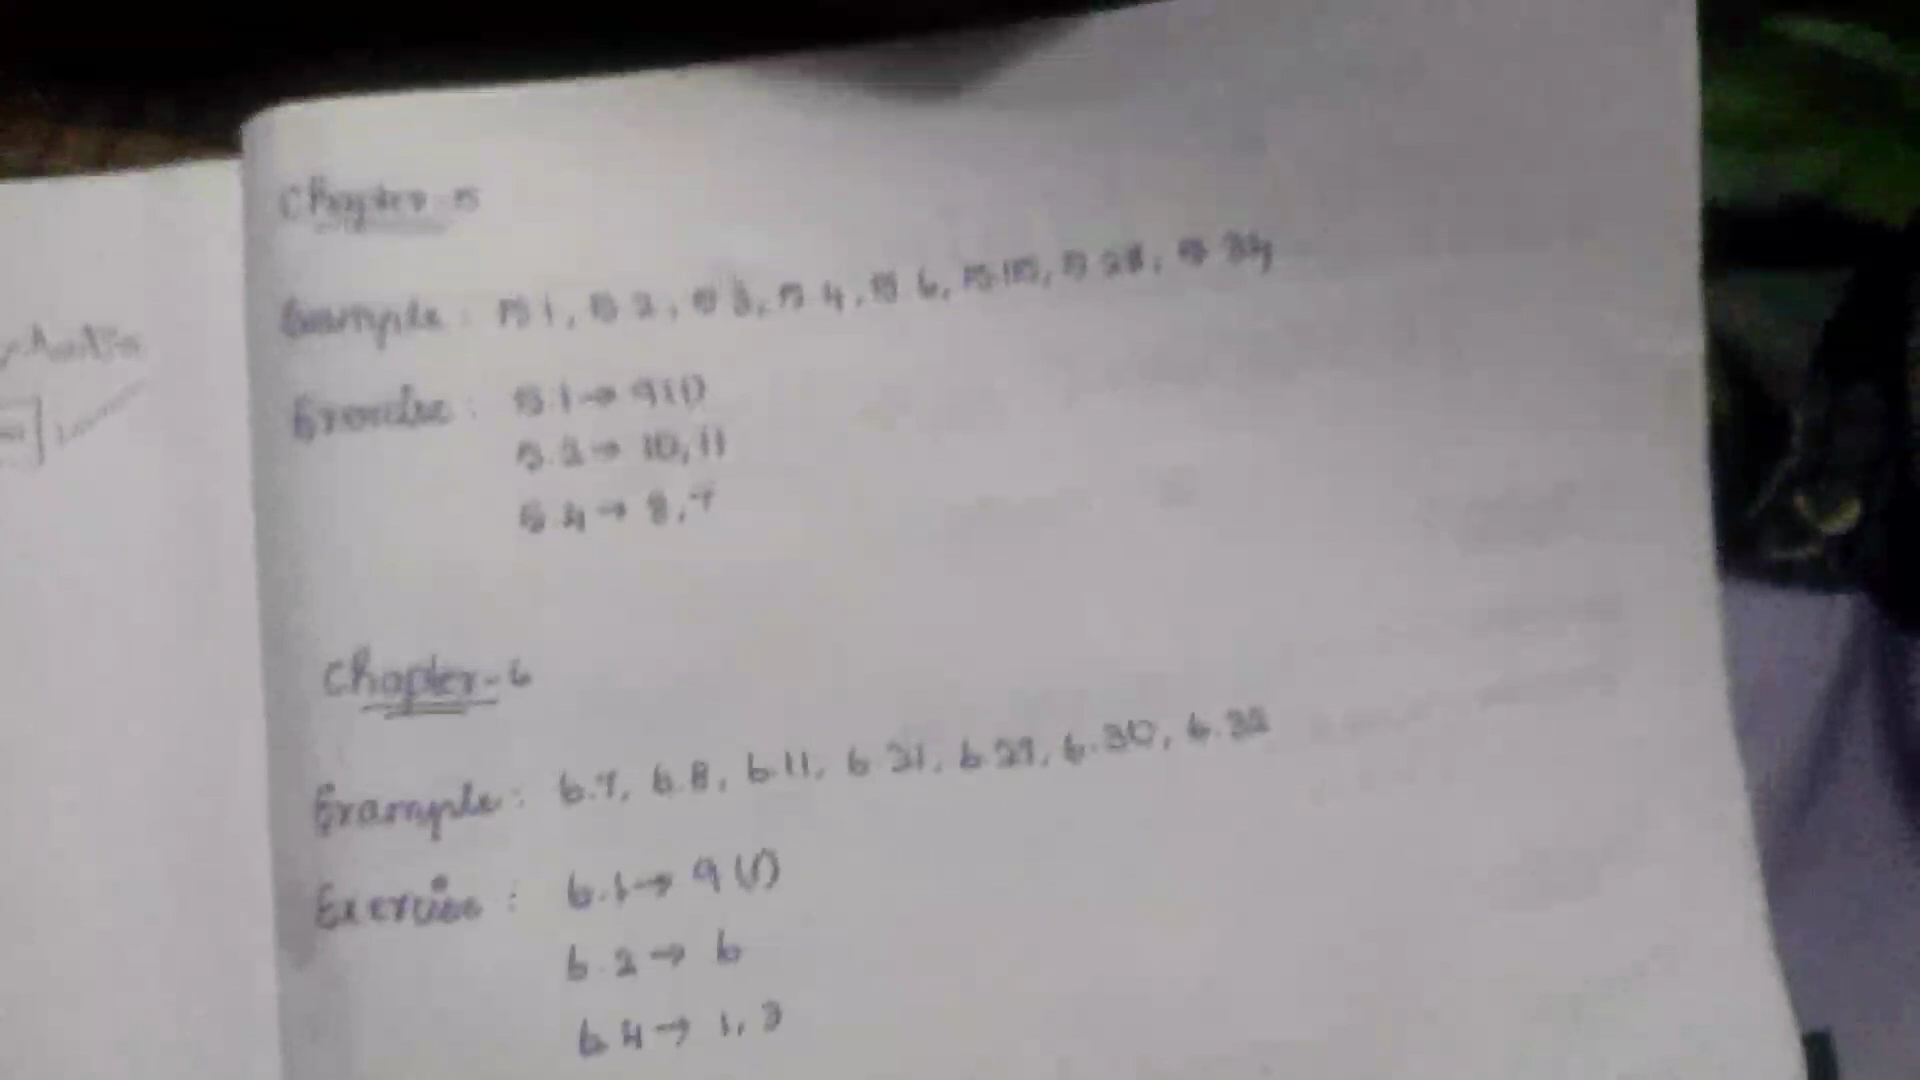 Chapter-5
Example: 5.1, 5.2, 5.3, 5.4, 5.6, 5.15, 5.28, 5.34
Exercise: 5.1→9(i)
5.2→10, 11
5.4→8, 7
Chapter-6
Example: 6.7, 6.8, 6.11, 6.21, 6.29, 6.30, 6.32
Exercise: 6.1→9(i)
6.2→6
6.4→1, 3